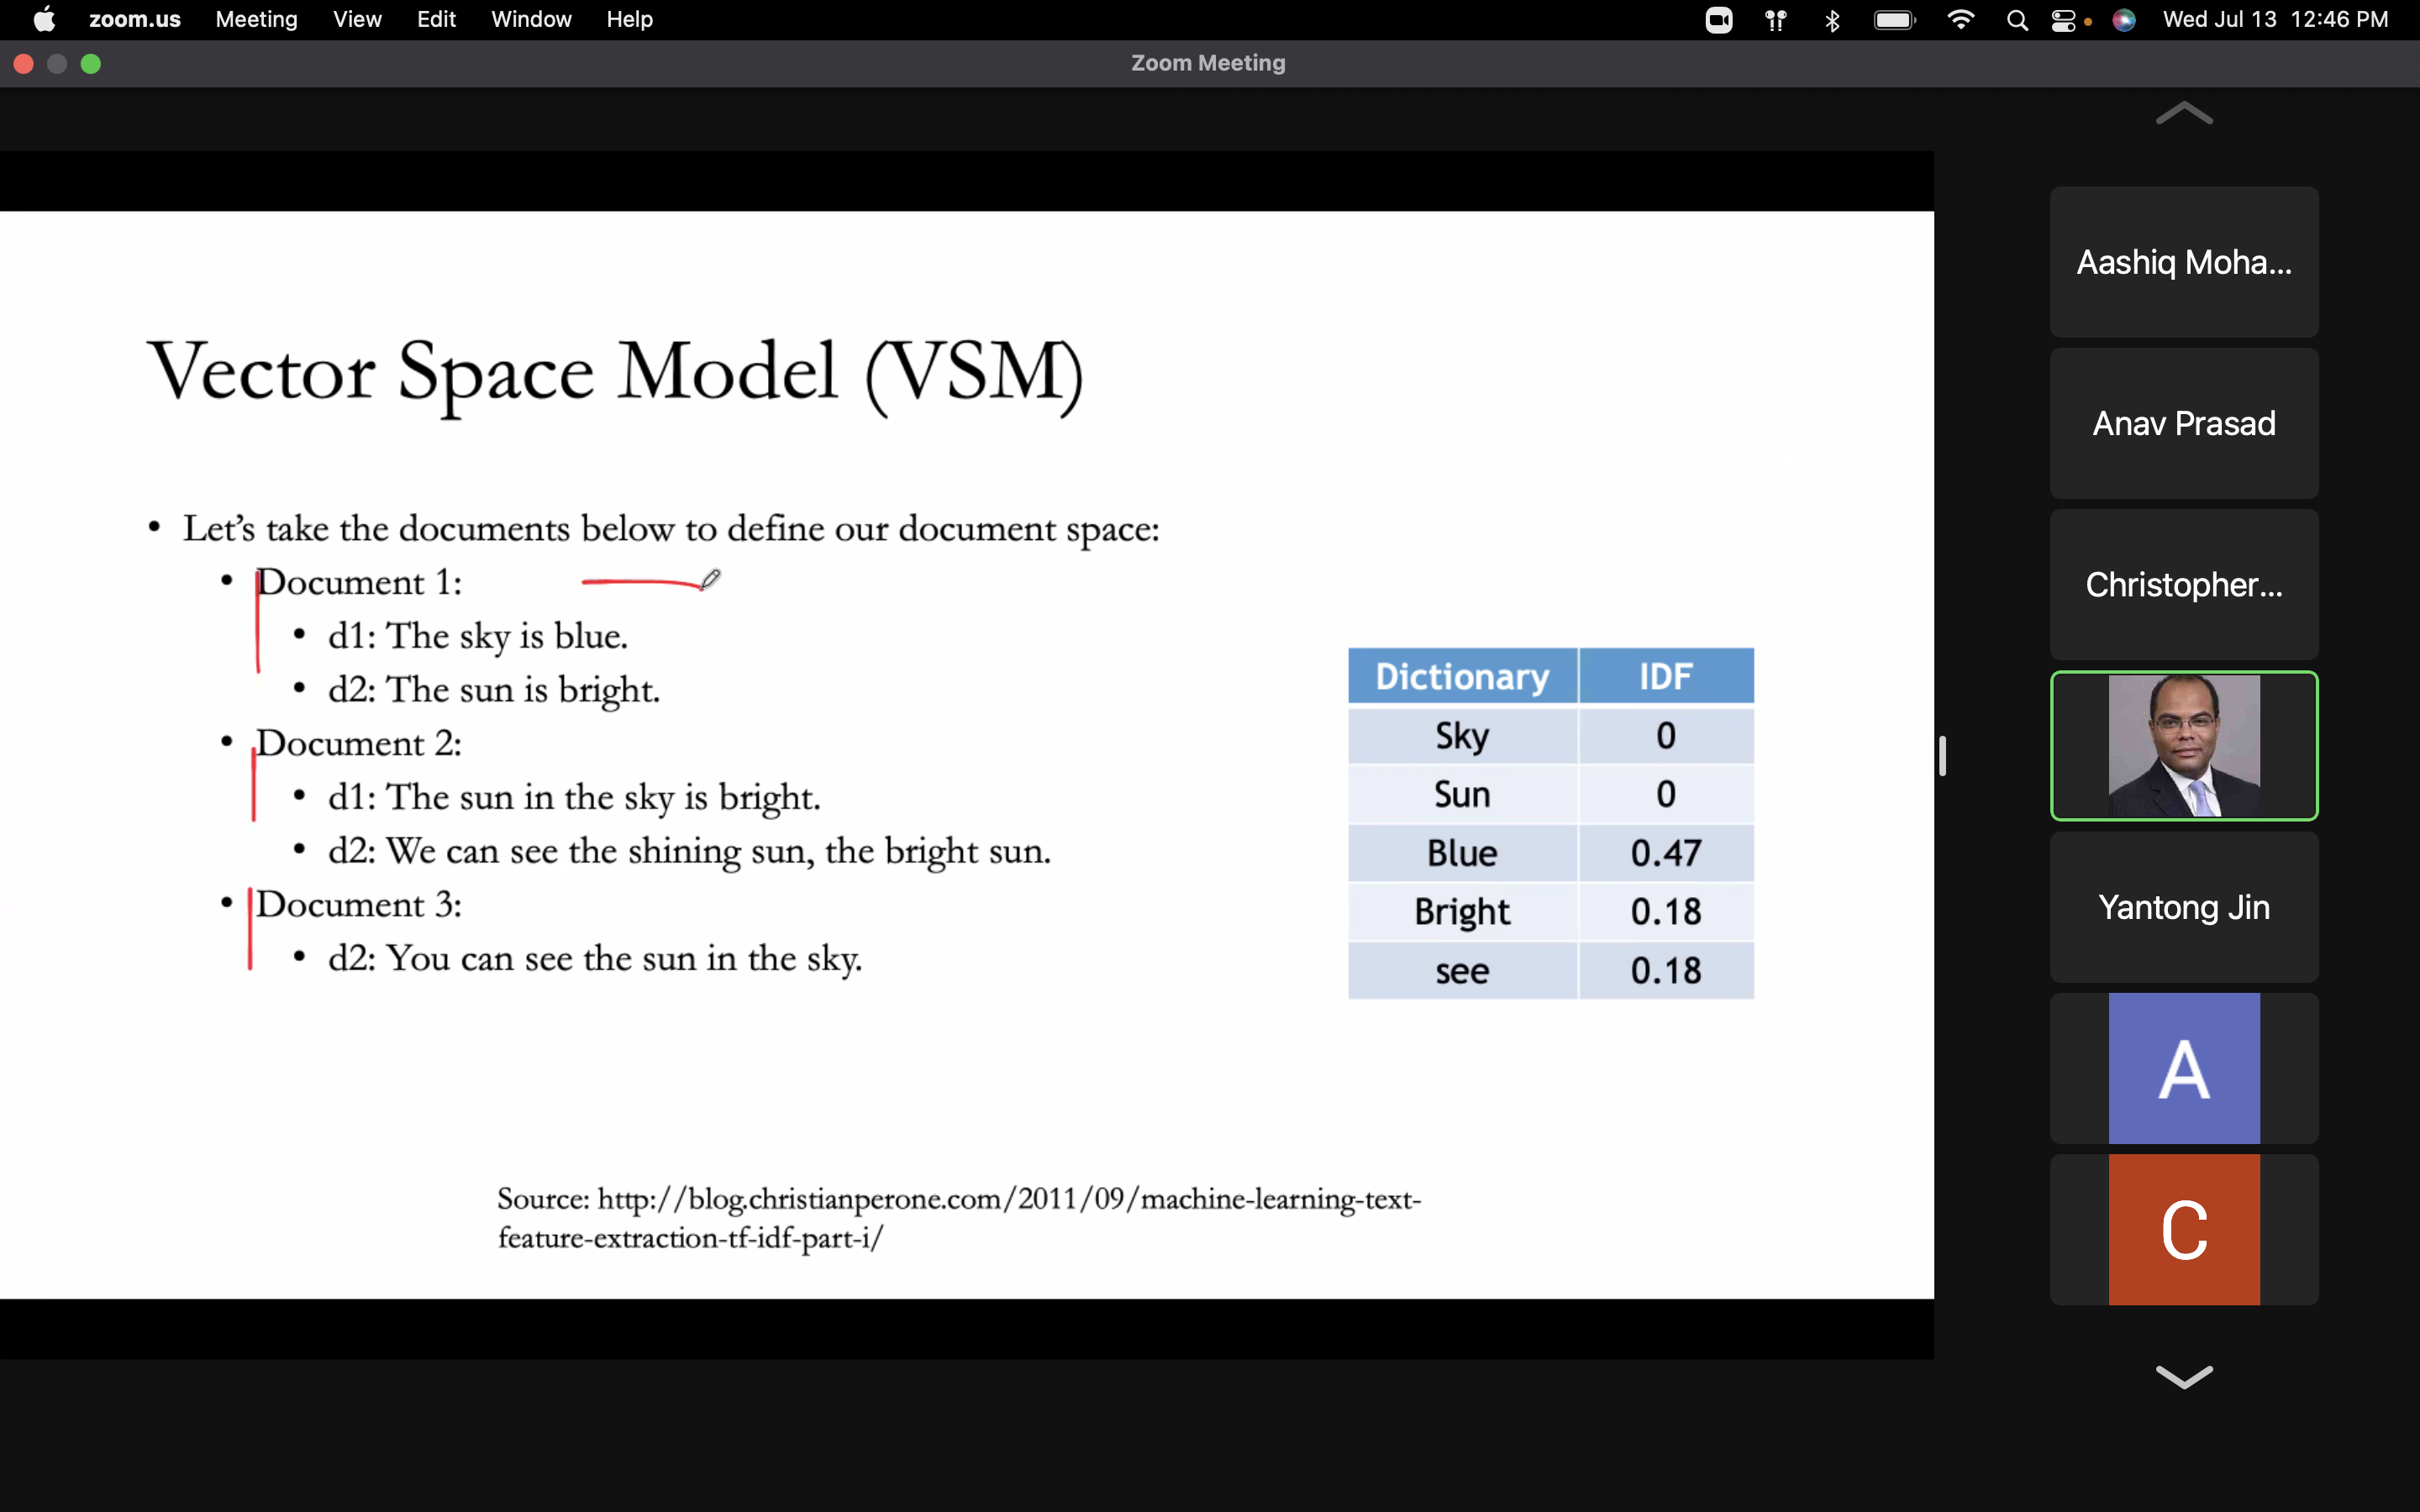 zoom.us Meeting View Edit Window Help Wed Jul 13 12:46 PM
Zoom Meeting
Vector Space Model (VSM)
• Let’s take the documents below to define our document space:
• Document 1:
• d1: The sky is blue.
• d2: The sun is bright.
• Document 2:
• d1: The sun in the sky is bright.
• d2: We can see the shining sun, the bright sun.
• Document 3:
• d2: You can see the sun in the sky.
Dictionary IDF
Sky 0
Sun 0
Blue 0.47
Bright 0.18
see 0.18
Source: http://blog.christianperone.com/2011/09/machine-learning-text-
feature-extraction-tf-idf-part-i/
Aashiq Moha...
Anav Prasad
Christopher...
Yantong Jin
A
C